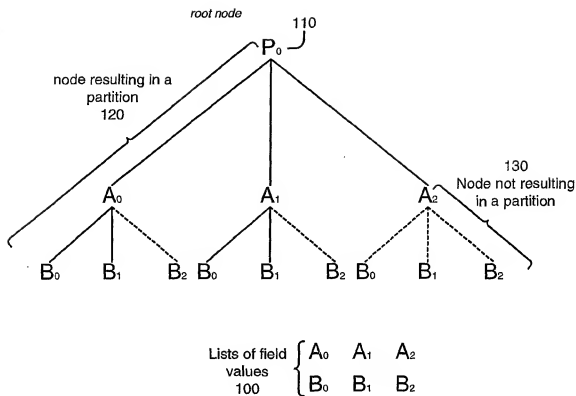 root node
110
P₀
node resulting in a
partition
120
130
Node not resulting
in a partition
A₀ A₁ A₂
B₀ B₁ B₂ B₀ B₁ B₂ B₀ B₁ B₂
Lists of field
values
100
A₀ A₁ A₂
B₀ B₁ B₂